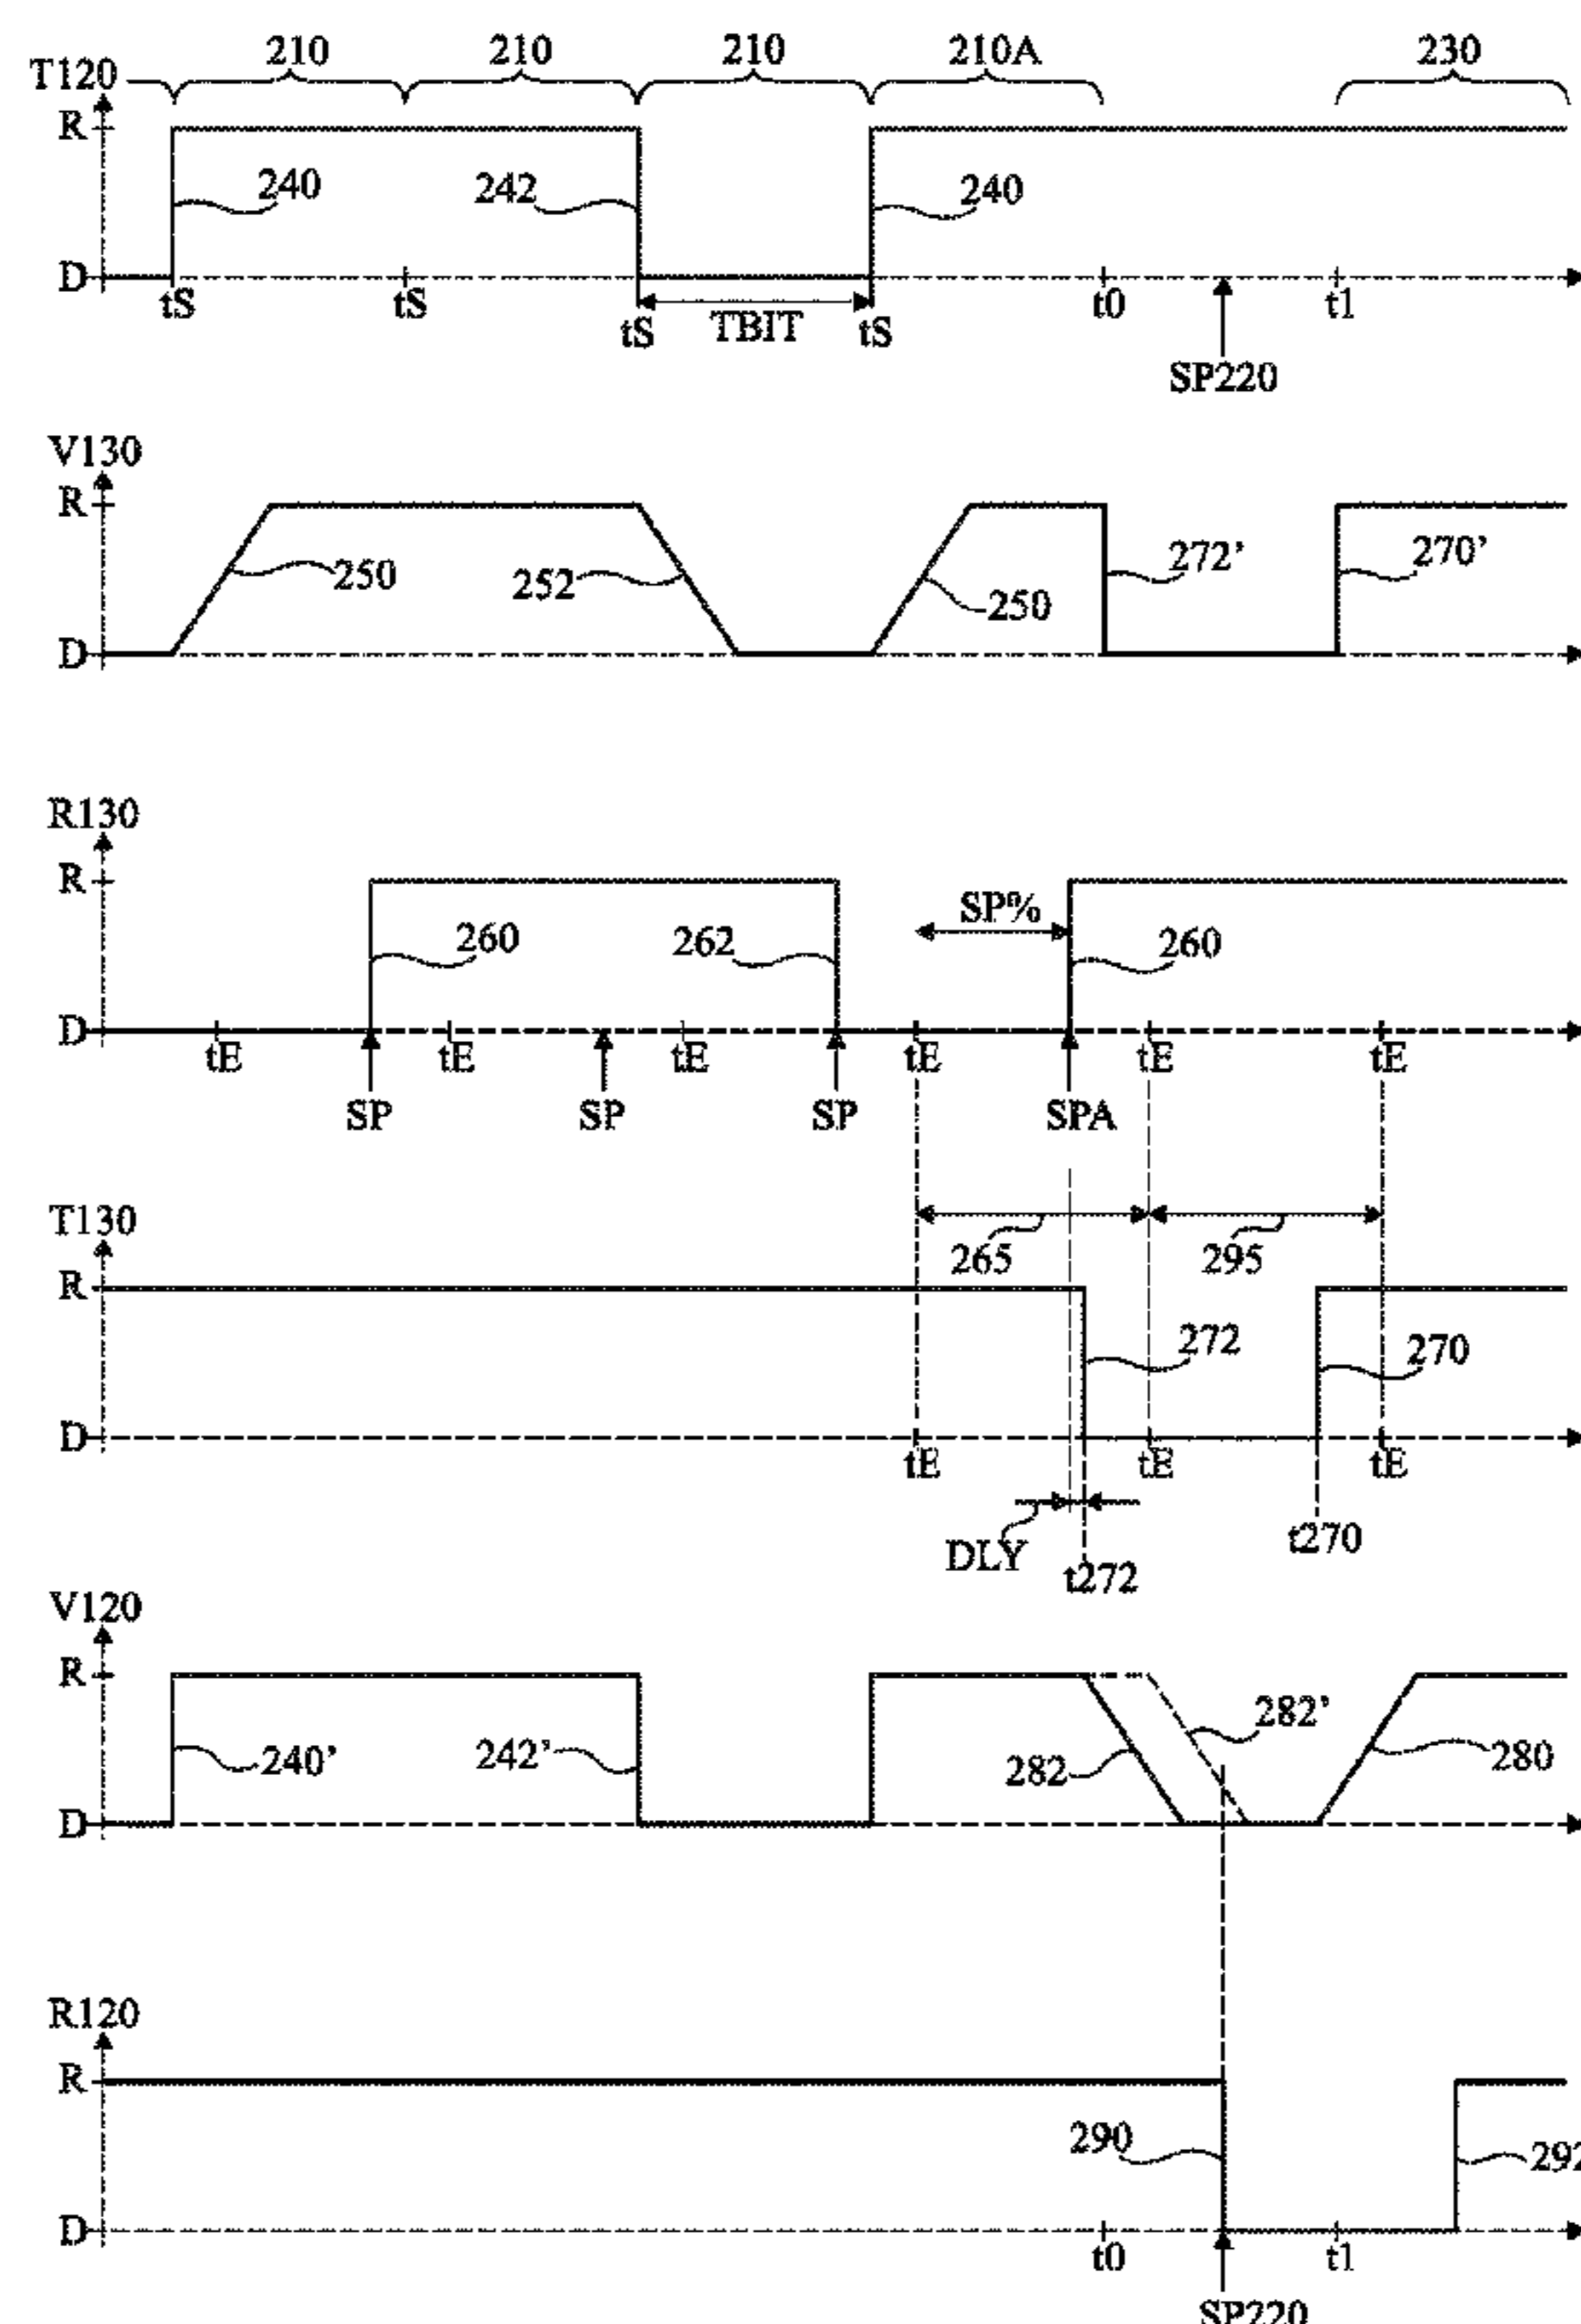 210 210 210 210A 230
T120
R
240 242 240
D
tS tS tS TBIT tS t0 t1
SP220
V130
R
250 252 250 272’ 270’
D
R130
R
SP%
260 262 260
D
tE tE tE tE tE tE
SP SP SP SPA
T130
265 295
R
272 270
D
tE tE tE
DLY t272 t270
V120
R
240’ 242’ 282 282’ 280
D
R120
R
290 292
D
t0 t1
SP220